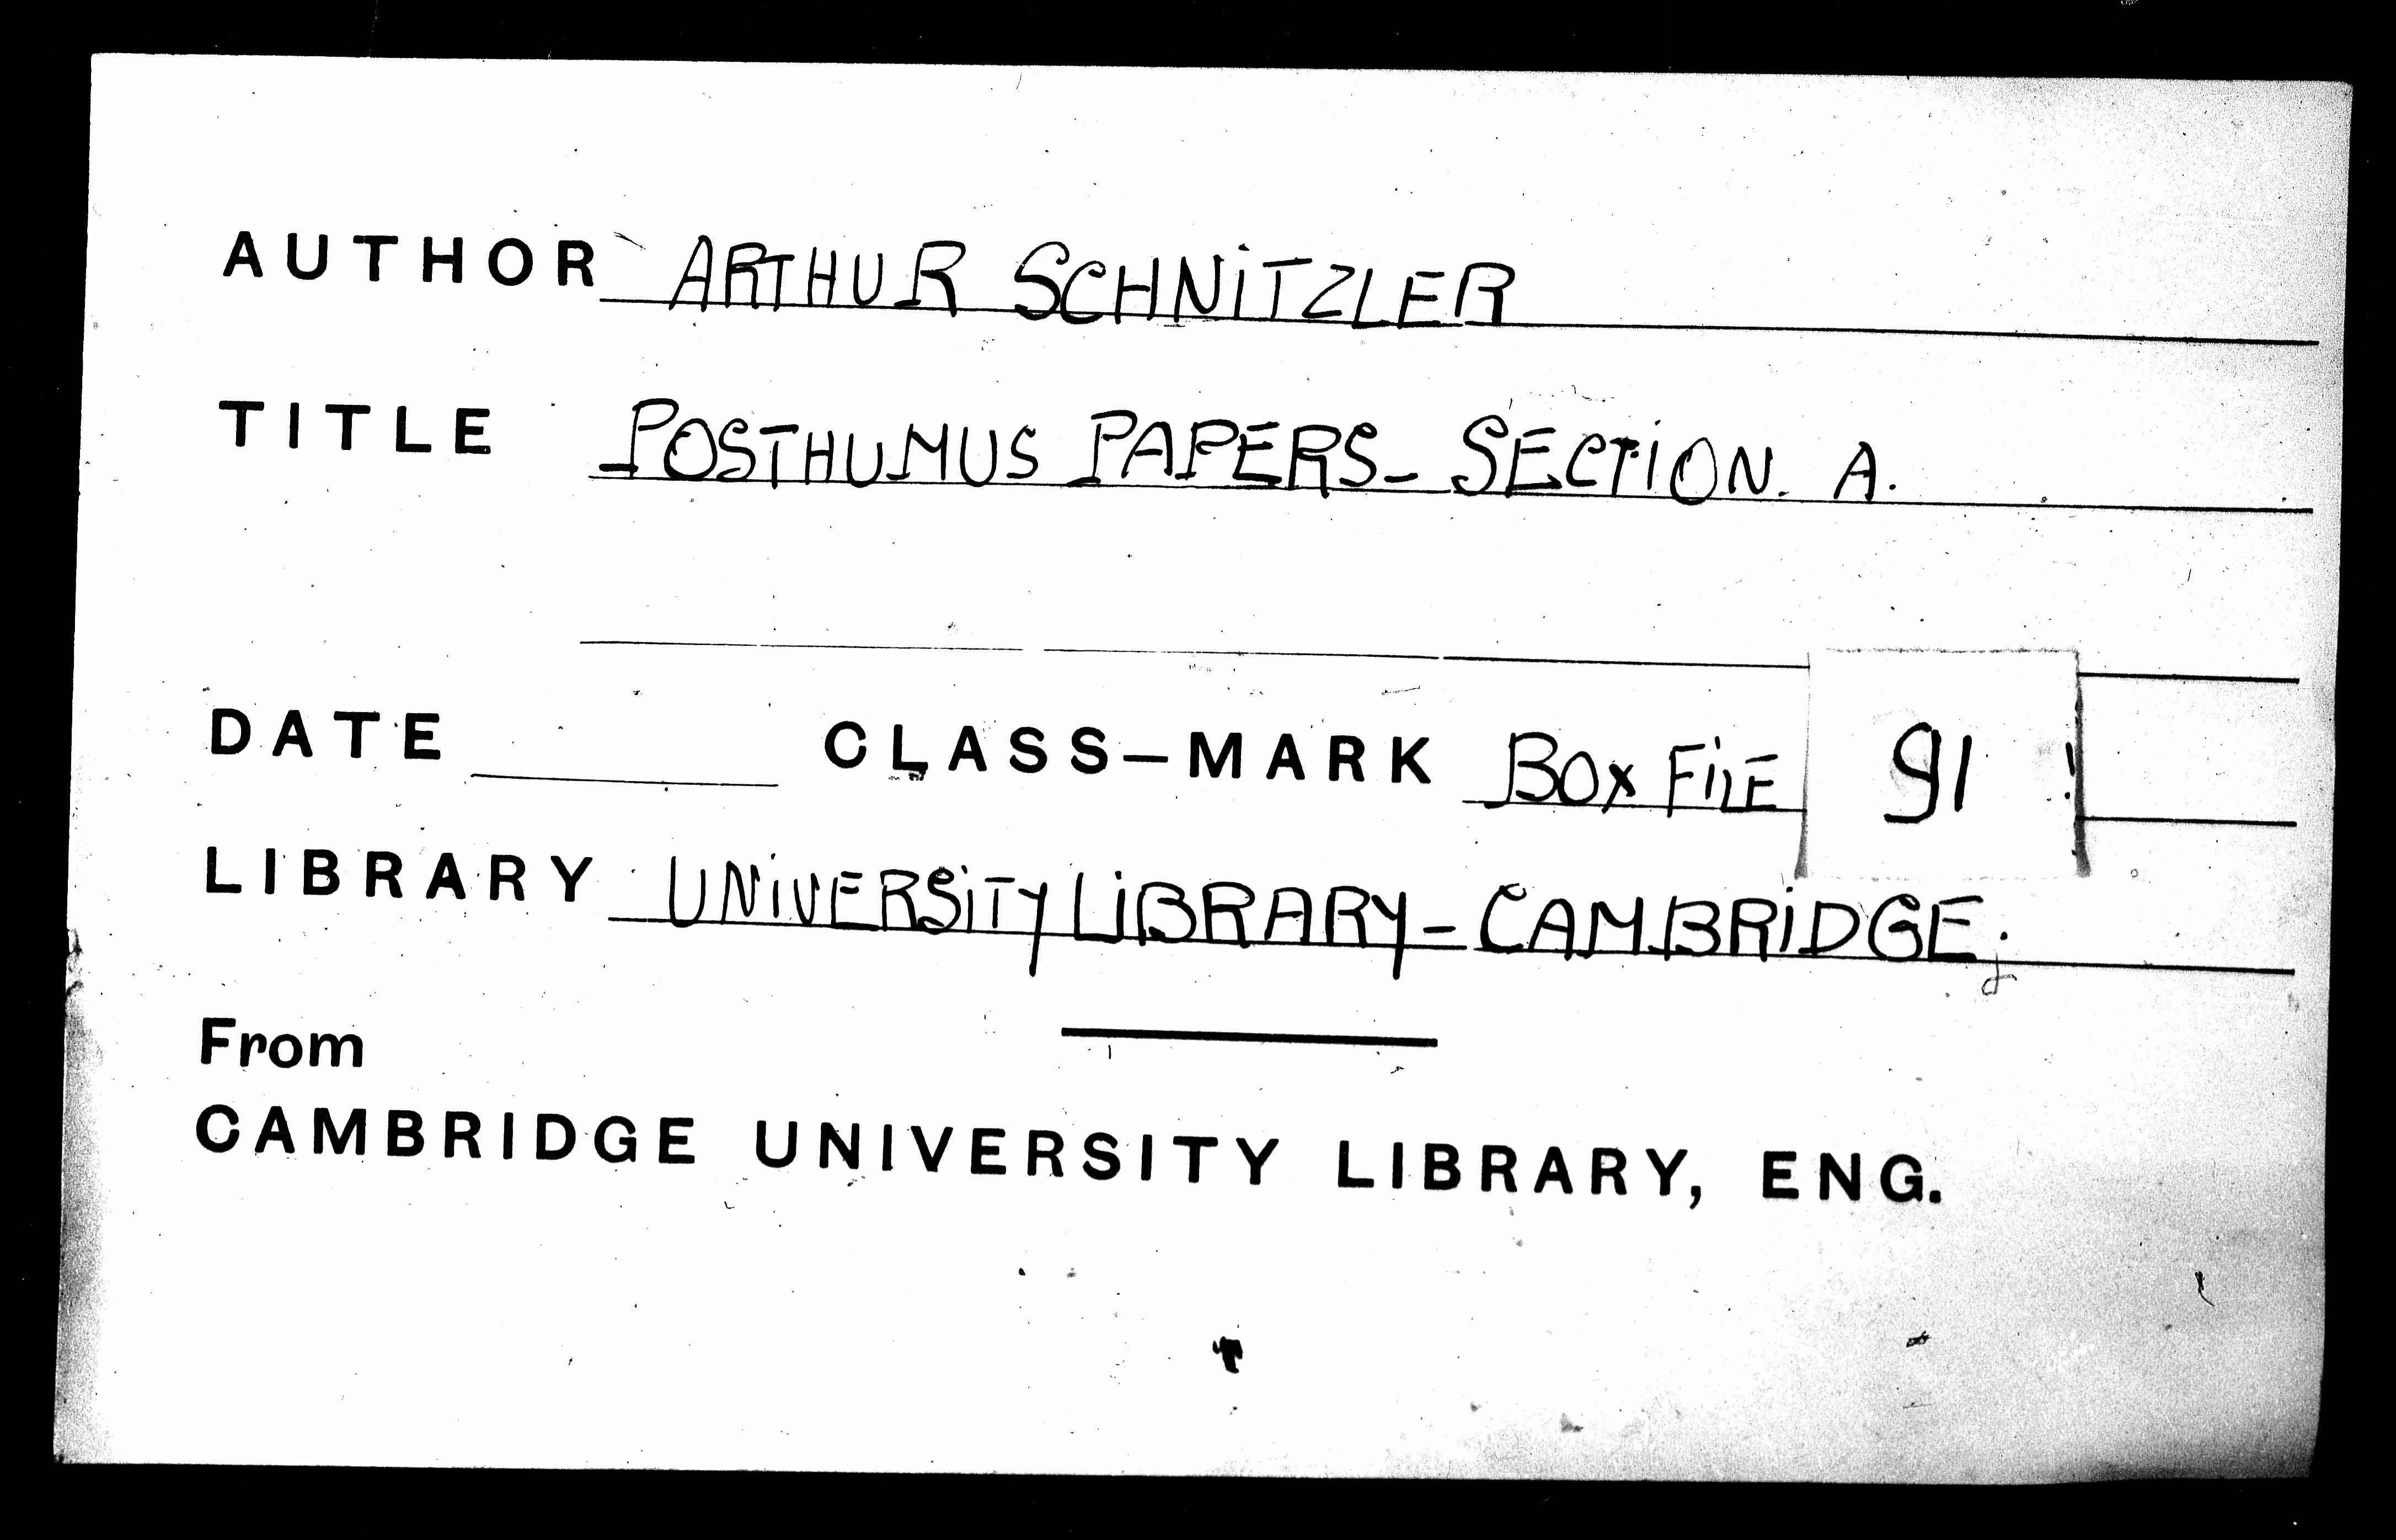 AUTHOR ARTHUR SCHNiTZLER
TITLE POSTHUMUS PAPERS- SECTiON. A.
DATE CLASS-MARK BOX FiLE 91
LIBRARY UNiVERSiTY LiBRARY - CAMBRiDGE.
From
CAMBRIDGE UNIVERSITY LIBRARY, ENG.